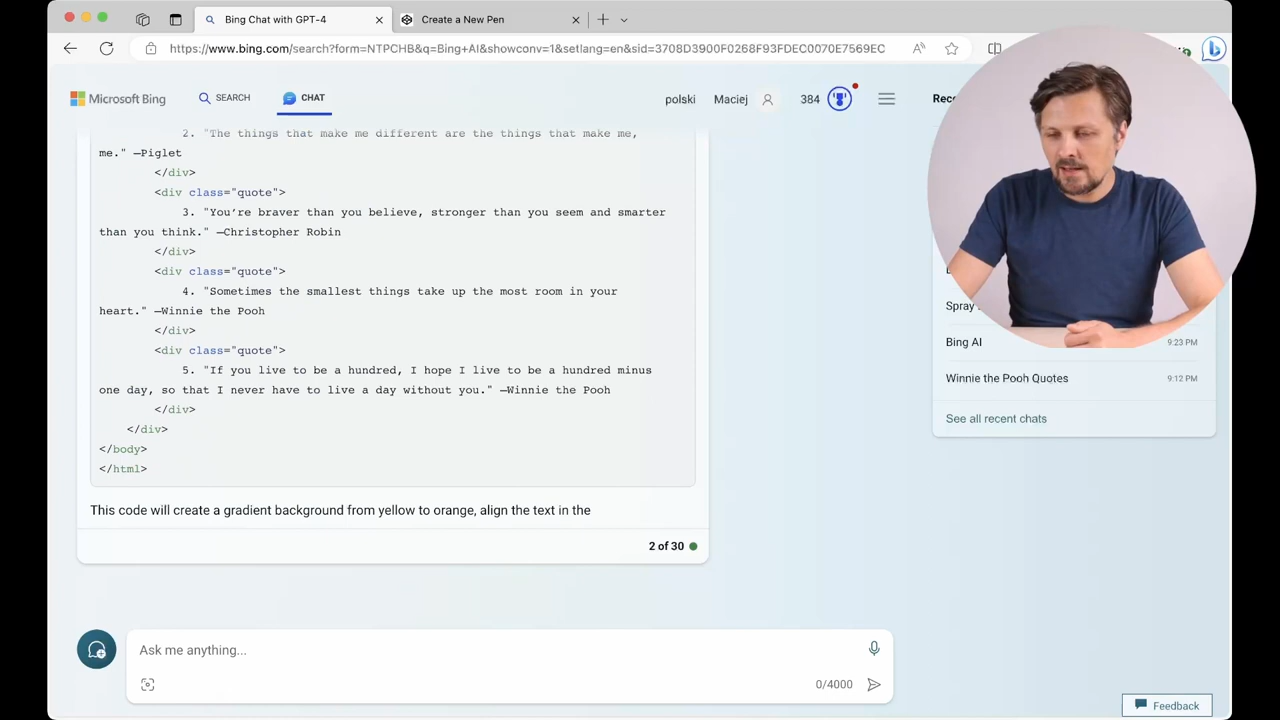 Bing Chat with GPT-4
Create a New Pen
https://www.bing.com/search?form=NTPCHB&q=Bing+AI&showconv=1&setlang=en&sid=3708D3900F0268F93FDEC0070E7569EC
Microsoft Bing
SEARCH
CHAT
polski
Maciej
384
2. "The things that make me different are the things that make me,
me." —Piglet
</div>
<div class="quote">
3. "You're braver than you believe, stronger than you seem and smarter
than you think." —Christopher Robin
</div>
<div class="quote">
4. "Sometimes the smallest things take up the most room in your
heart." —Winnie the Pooh
</div>
<div class="quote">
5. "If you live to be a hundred, I hope I live to be a hundred minus
one day, so that I never have to live a day without you." —Winnie the Pooh
</div>
</div>
</body>
</html>
This code will create a gradient background from yellow to orange, align the text in the
2 of 30
Spray
Bing AI
9:23 PM
Winnie the Pooh Quotes
9:12 PM
See all recent chats
Ask me anything...
0/4000
Feedback